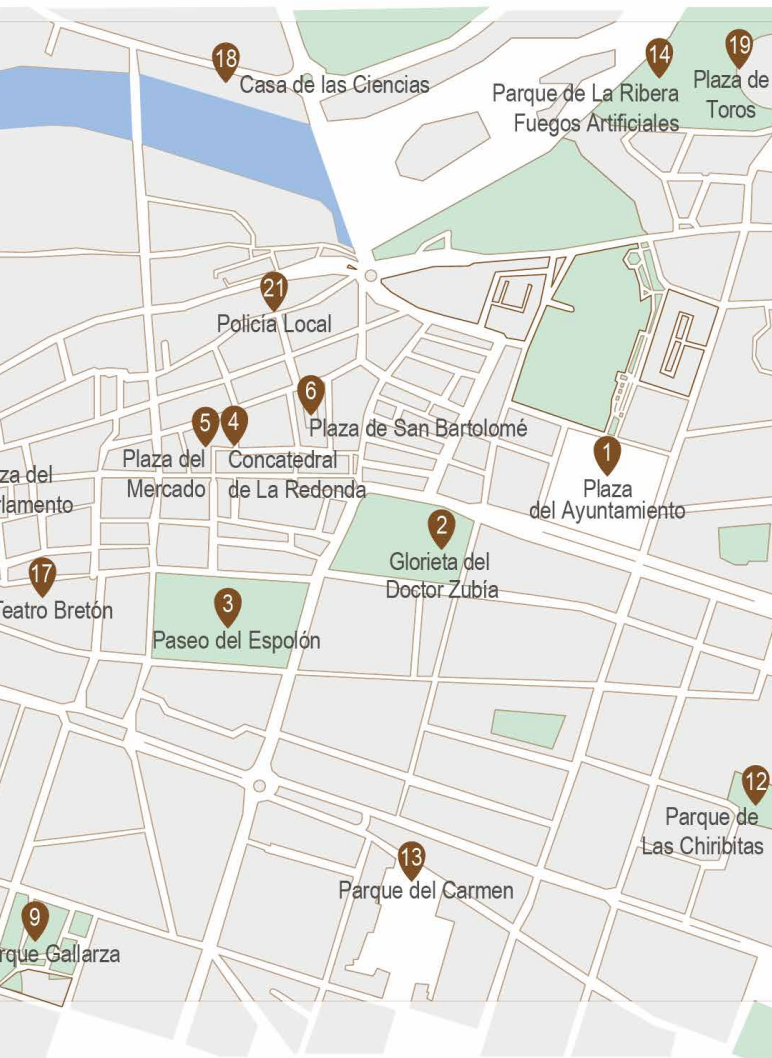 18
Casa de las Ciencias
14
Parque de La Ribera
Fuegos Artificiales
19
Plaza de
Toros
21
Policía Local
6
Plaza de San Bartolomé
5
Plaza del
Mercado
4
Concatedral
de La Redonda
1
Plaza
del Ayuntamiento
za del
rlamento
2
Glorieta del
Doctor Zubía
17
Teatro Bretón
3
Paseo del Espolón
12
Parque de
Las Chiribitas
13
Parque del Carmen
9
rque Gallarza